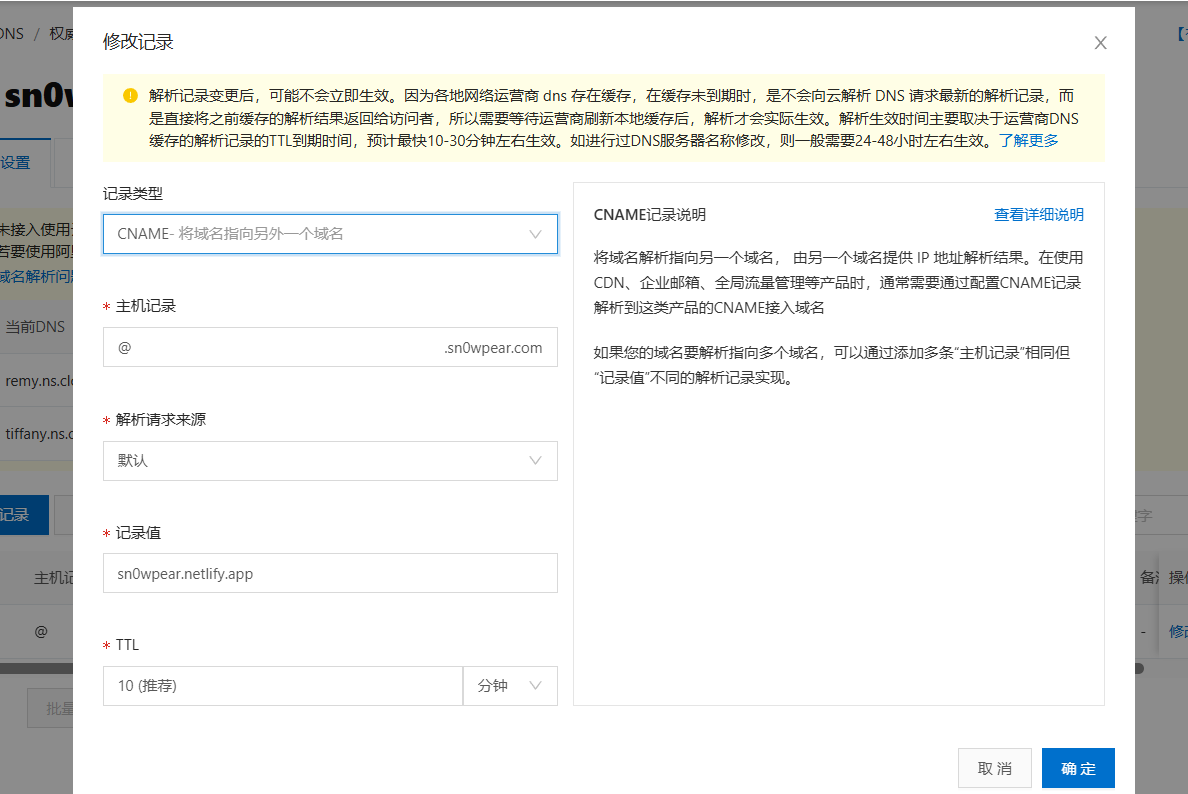 DNS / 权威
修改记录
sn0w
解析记录变更后，可能不会立即生效。因为各地网络运营商 dns 存在缓存，在缓存未到期时，是不会向云解析 DNS 请求最新的解析记录，而
是直接将之前缓存的解析结果返回给访问者，所以需要等待运营商刷新本地缓存后，解析才会实际生效。解析生效时间主要取决于运营商DNS
缓存的解析记录的TTL到期时间，预计最快10-30分钟左右生效。如进行过DNS服务器名称修改，则一般需要24-48小时左右生效。了解更多
设置
记录类型
CNAME- 将域名指向另外一个域名
CNAME记录说明
查看详细说明
未接入使用
若要使用阿里
域名解析问题
将域名解析指向另一个域名， 由另一个域名提供 IP 地址解析结果。在使用
CDN、企业邮箱、全局流量管理等产品时，通常需要通过配置CNAME记录
解析到这类产品的CNAME接入域名
* 主机记录
当前DNS
@ .sn0wpear.com
如果您的域名要解析指向多个域名，可以通过添加多条“主机记录”相同但
“记录值”不同的解析记录实现。
remy.ns.clo
* 解析请求来源
tiffany.ns.c
默认
记录
* 记录值
sn0wpear.netlify.app
主机记
备注 操作
@
- 修改
* TTL
10 (推荐) 分钟
批量
取 消
确 定